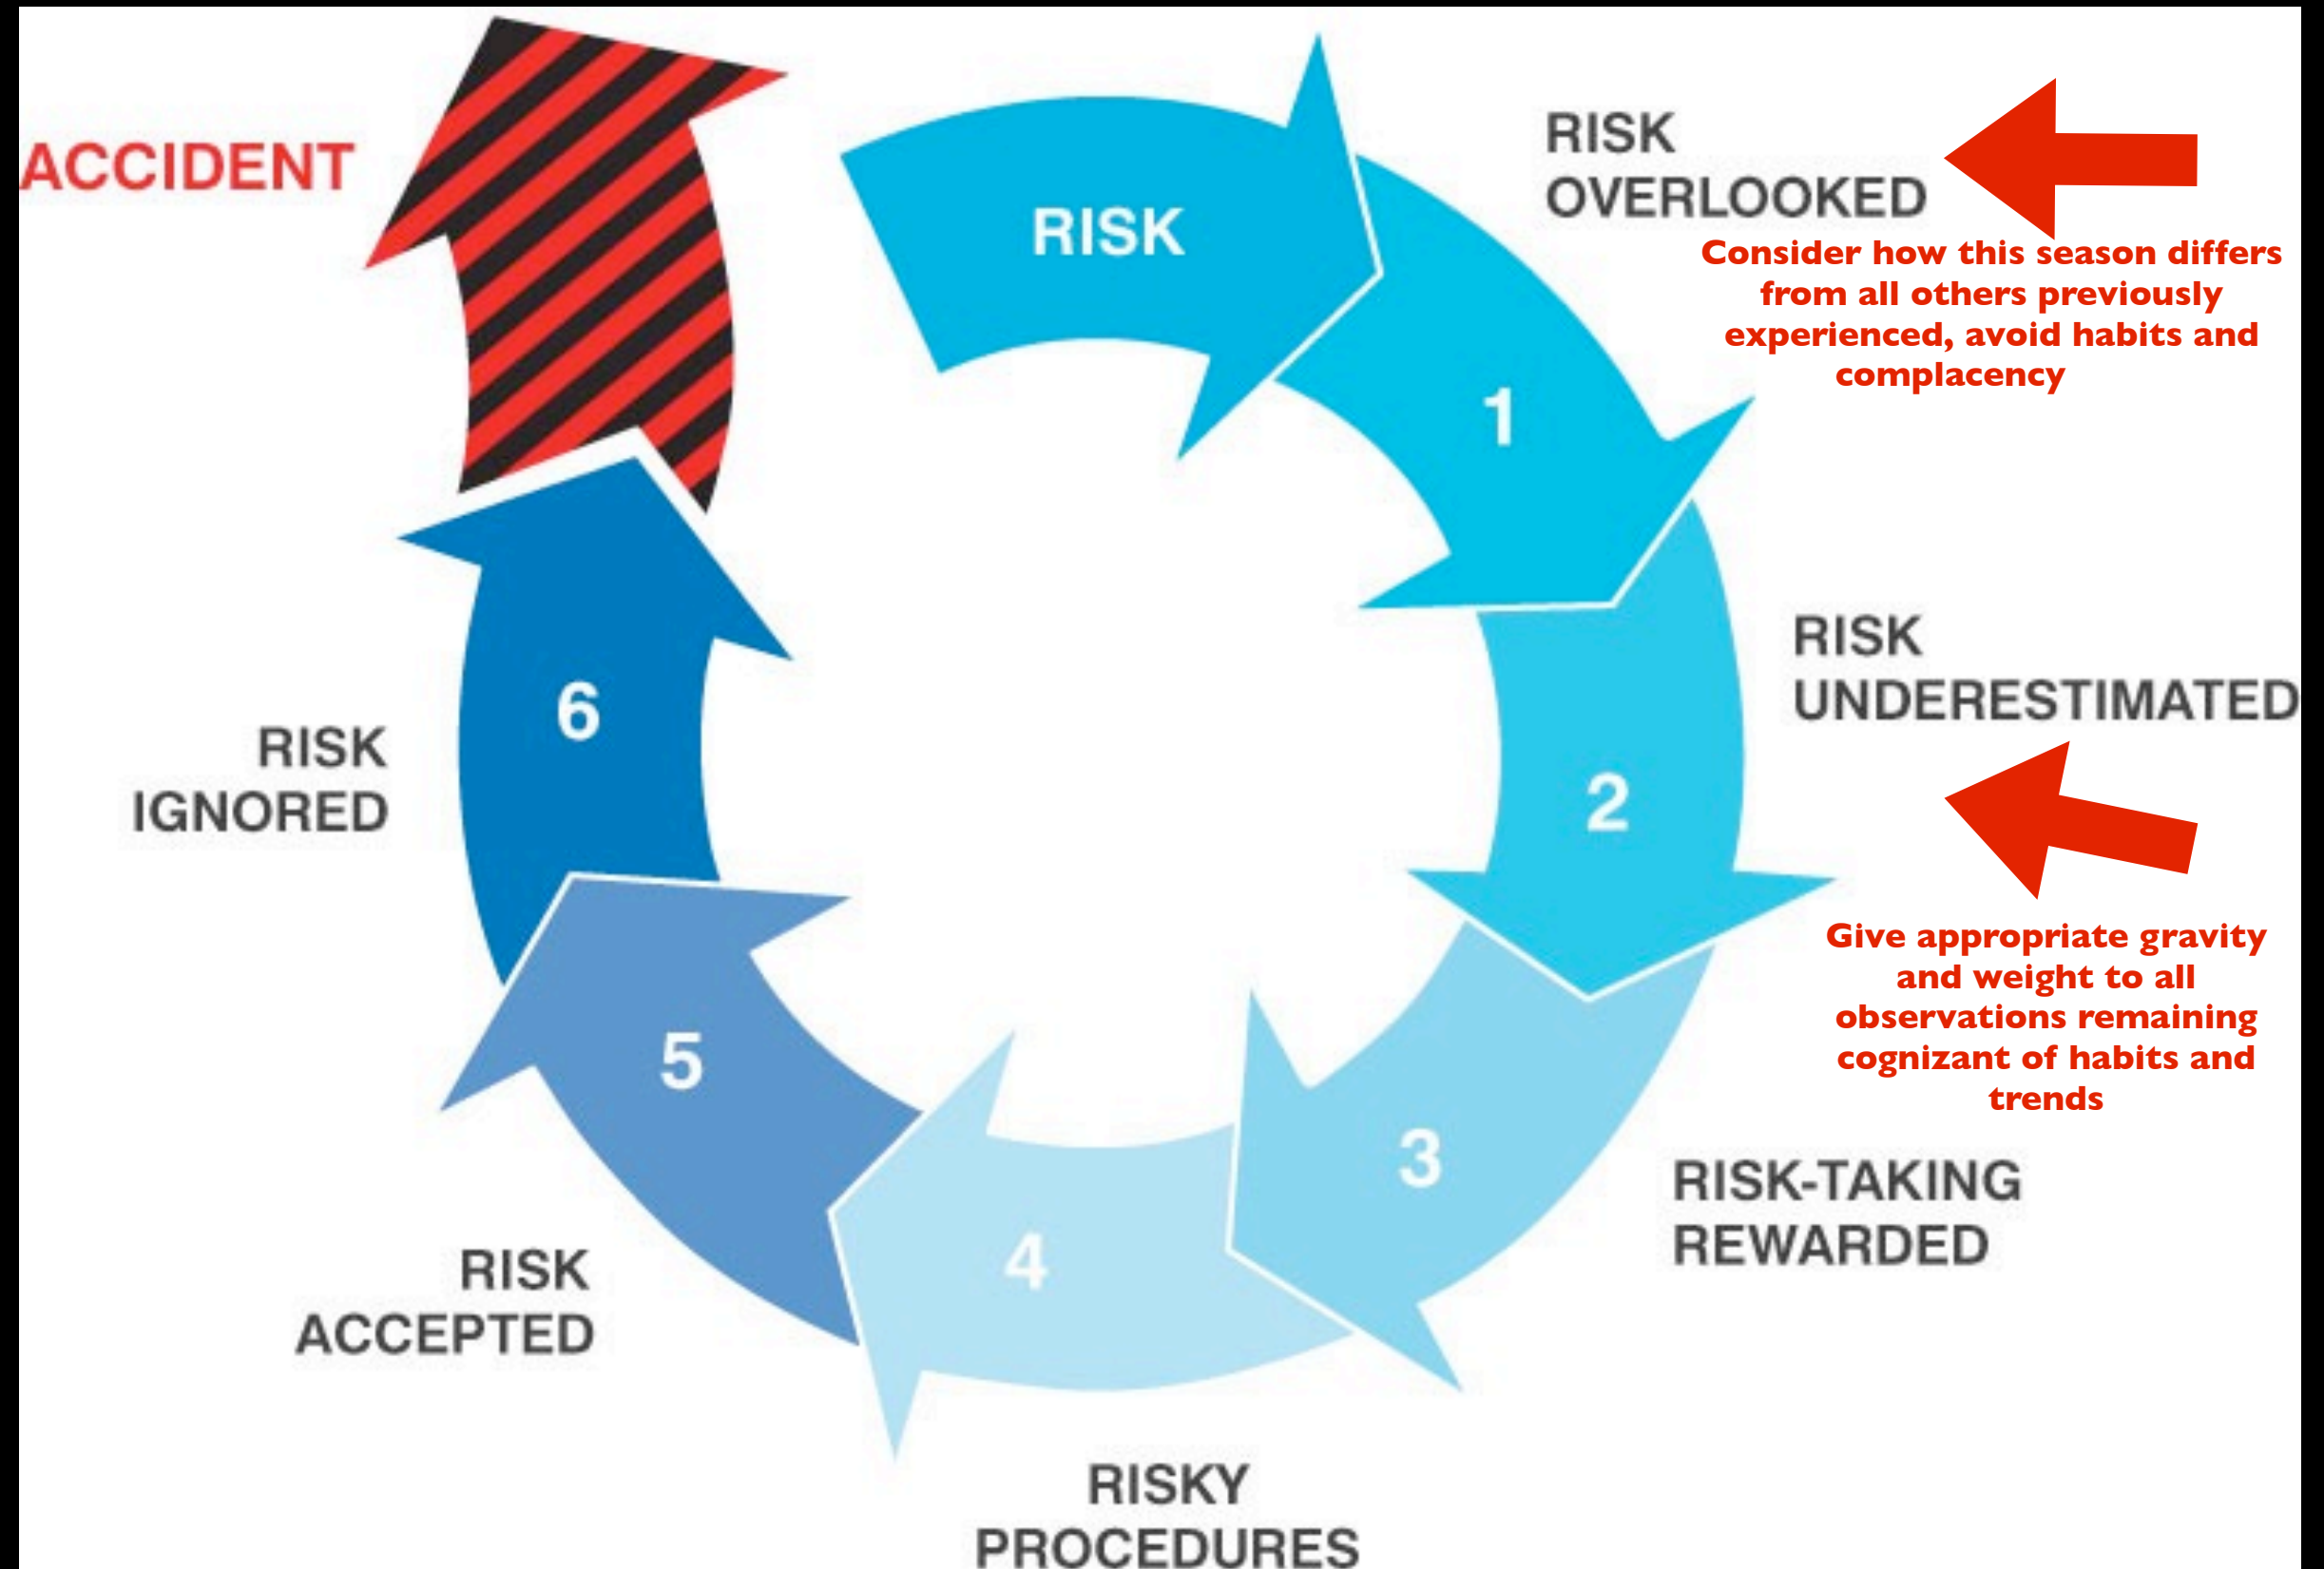 ACCIDENT
RISK
RISK
OVERLOOKED
Consider how this season differs
from all others previously
experienced, avoid habits and
complacency
1
RISK
UNDERESTIMATED
2
Give appropriate gravity
and weight to all
observations remaining
cognizant of habits and
trends
3
RISK-TAKING
REWARDED
4
RISKY
PROCEDURES
5
RISK
ACCEPTED
6
RISK
IGNORED